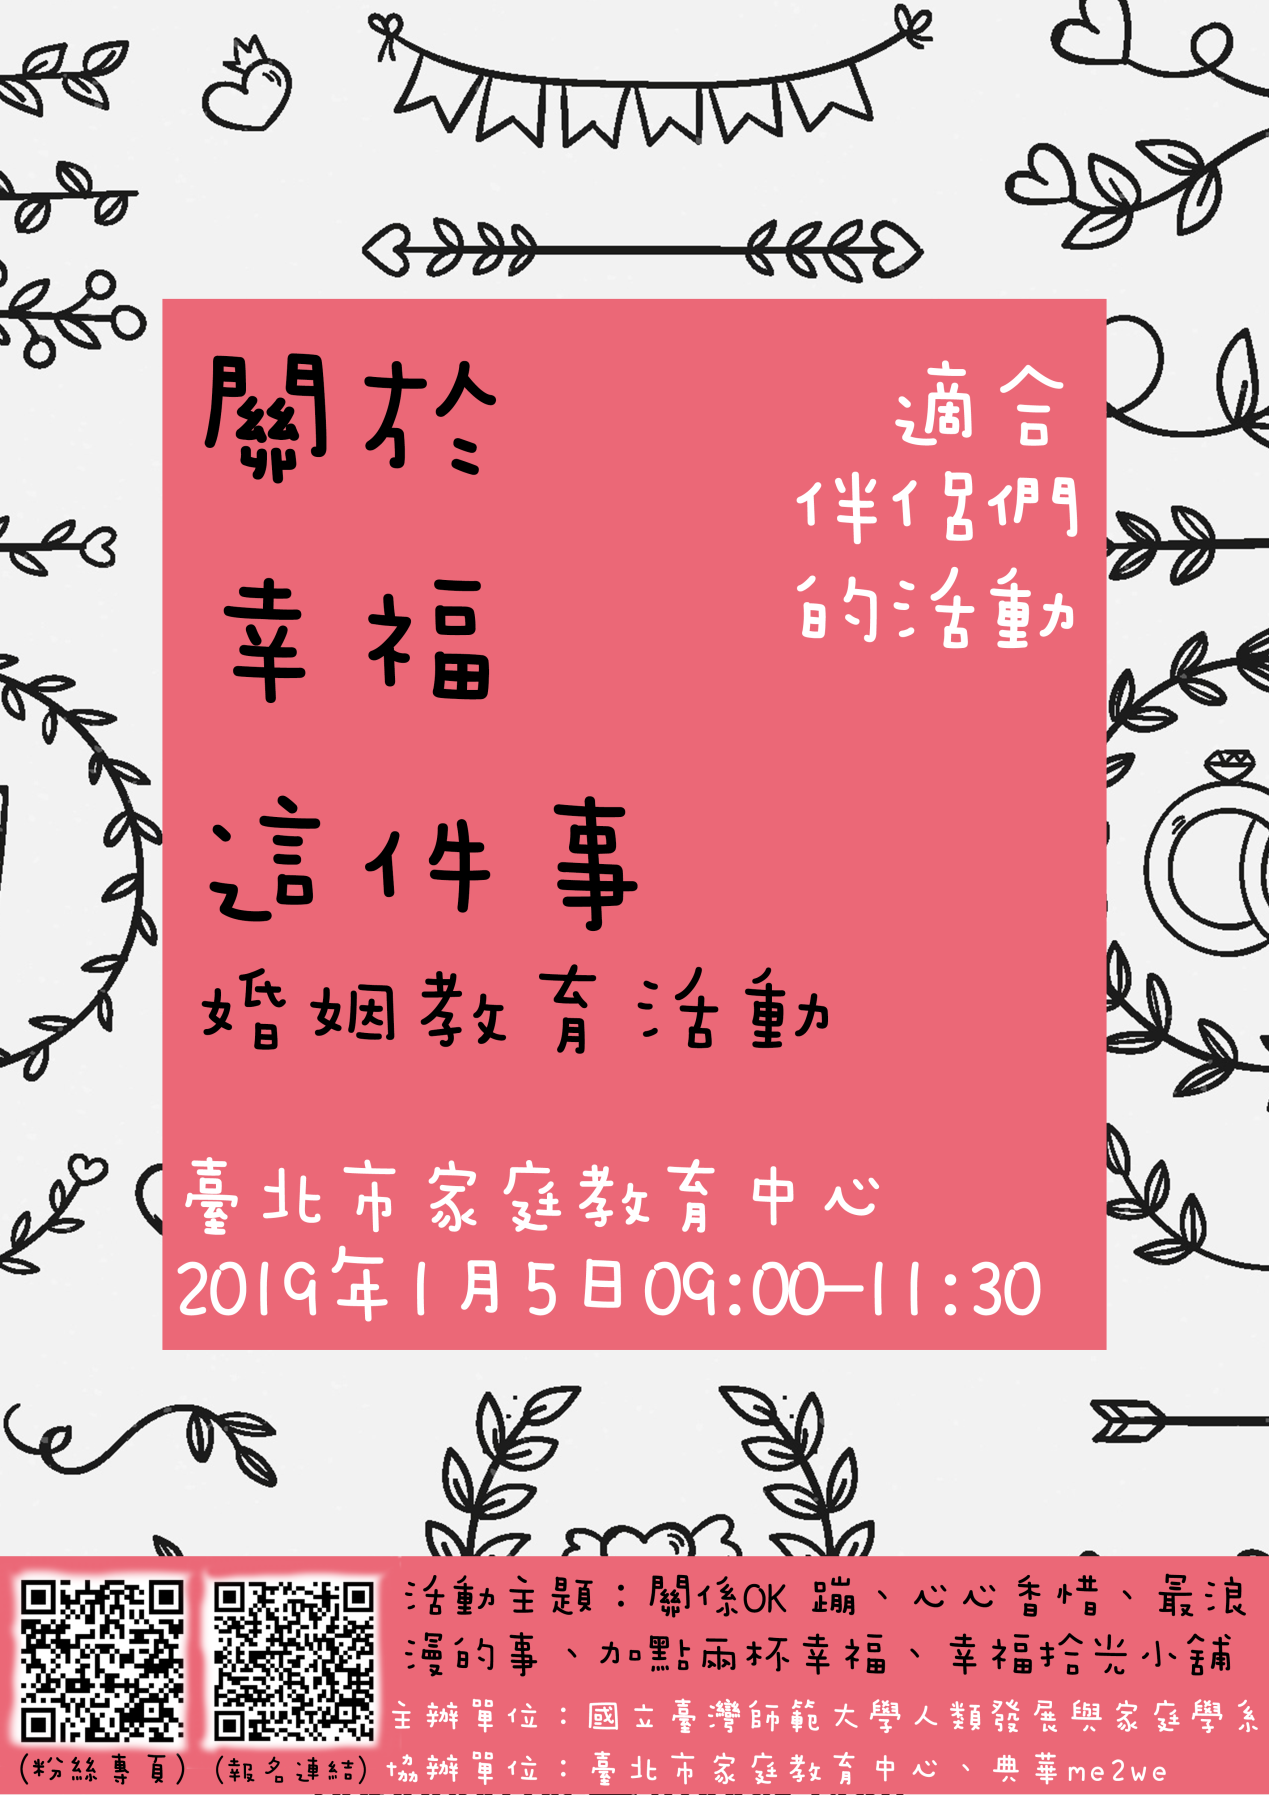 關於
幸福
這件事
婚姻教育活動
適合
伴侶們
的活動
臺北市家庭教育中心
2019年1月5日09:00-11:30
活動主題：關係OK蹦、心心香惜、最浪
漫的事、加點兩杯幸福、幸福拾光小舖
主辦單位：國立臺灣師範大學人類發展與家庭學系
協辦單位：臺北市家庭教育中心、典華me2we
(粉絲專頁)
(報名連結)